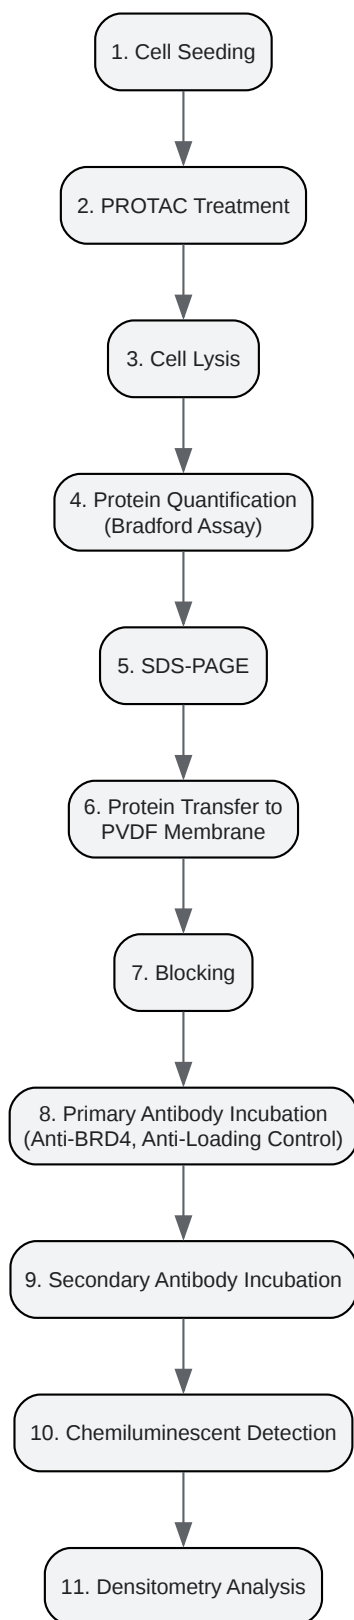 1. Cell Seeding
2. PROTAC Treatment
3. Cell Lysis
4. Protein Quantification
(Bradford Assay)
5. SDS-PAGE
6. Protein Transfer to
PVDF Membrane
7. Blocking
8. Primary Antibody Incubation
(Anti-BRD4, Anti-Loading Control)
9. Secondary Antibody Incubation
10. Chemiluminescent Detection
11. Densitometry Analysis